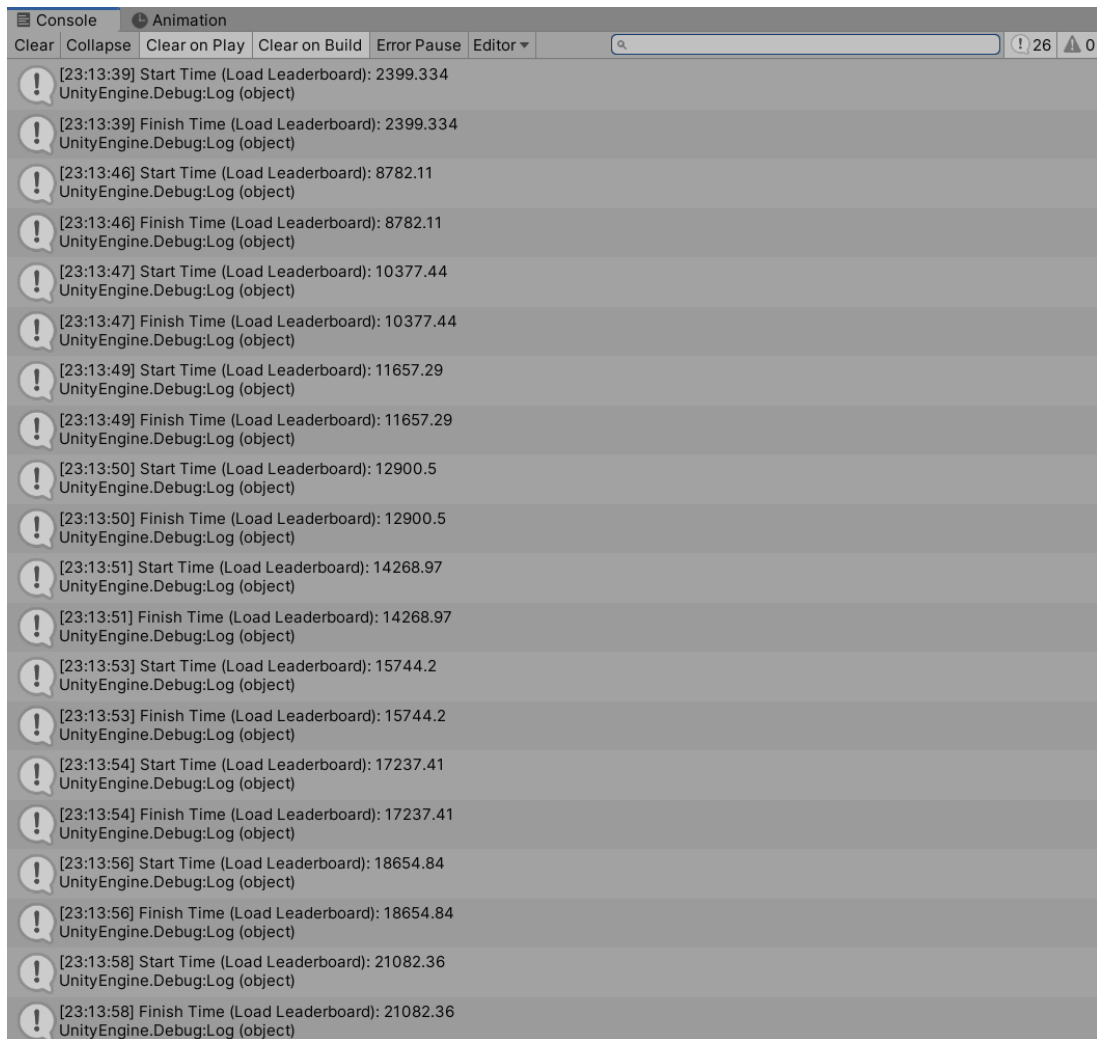 Console Animation
Clear Collapse Clear on Play Clear on Build Error Pause Editor 26 0
[23:13:39] Start Time (Load Leaderboard): 2399.334
UnityEngine.Debug:Log (object)
[23:13:39] Finish Time (Load Leaderboard): 2399.334
UnityEngine.Debug:Log (object)
[23:13:46] Start Time (Load Leaderboard): 8782.11
UnityEngine.Debug:Log (object)
[23:13:46] Finish Time (Load Leaderboard): 8782.11
UnityEngine.Debug:Log (object)
[23:13:47] Start Time (Load Leaderboard): 10377.44
UnityEngine.Debug:Log (object)
[23:13:47] Finish Time (Load Leaderboard): 10377.44
UnityEngine.Debug:Log (object)
[23:13:49] Start Time (Load Leaderboard): 11657.29
UnityEngine.Debug:Log (object)
[23:13:49] Finish Time (Load Leaderboard): 11657.29
UnityEngine.Debug:Log (object)
[23:13:50] Start Time (Load Leaderboard): 12900.5
UnityEngine.Debug:Log (object)
[23:13:50] Finish Time (Load Leaderboard): 12900.5
UnityEngine.Debug:Log (object)
[23:13:51] Start Time (Load Leaderboard): 14268.97
UnityEngine.Debug:Log (object)
[23:13:51] Finish Time (Load Leaderboard): 14268.97
UnityEngine.Debug:Log (object)
[23:13:53] Start Time (Load Leaderboard): 15744.2
UnityEngine.Debug:Log (object)
[23:13:53] Finish Time (Load Leaderboard): 15744.2
UnityEngine.Debug:Log (object)
[23:13:54] Start Time (Load Leaderboard): 17237.41
UnityEngine.Debug:Log (object)
[23:13:54] Finish Time (Load Leaderboard): 17237.41
UnityEngine.Debug:Log (object)
[23:13:56] Start Time (Load Leaderboard): 18654.84
UnityEngine.Debug:Log (object)
[23:13:56] Finish Time (Load Leaderboard): 18654.84
UnityEngine.Debug:Log (object)
[23:13:58] Start Time (Load Leaderboard): 21082.36
UnityEngine.Debug:Log (object)
[23:13:58] Finish Time (Load Leaderboard): 21082.36
UnityEngine.Debug:Log (object)